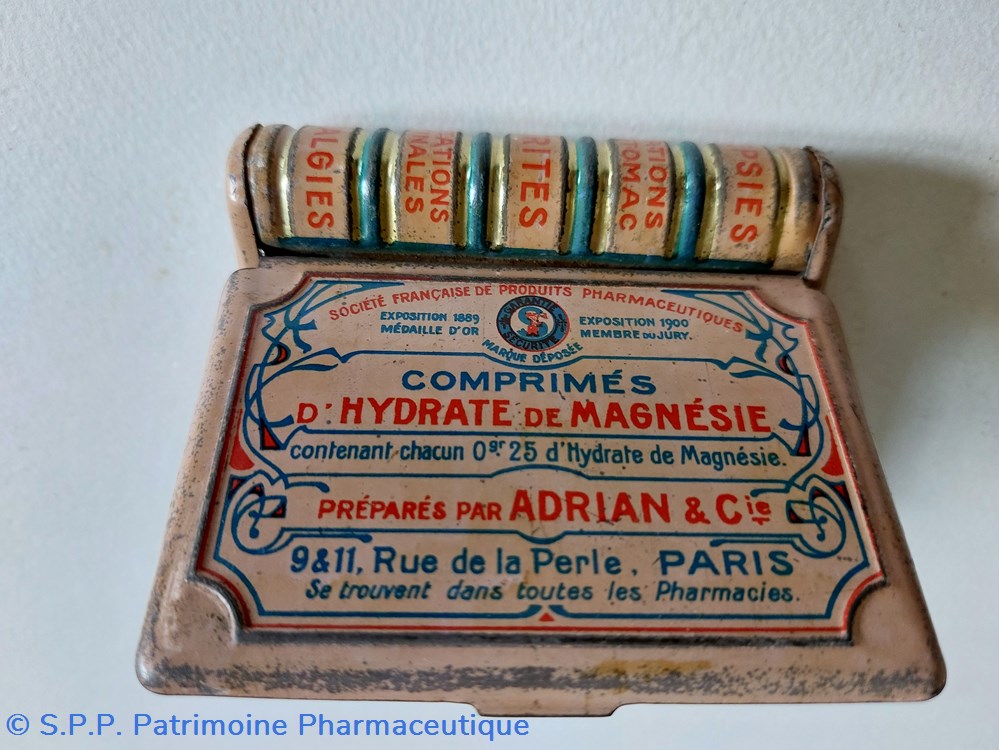 ALGIES
ATIONS
NALES
RITES
TIONS
TOMAC
PSIES
SOCIÉTÉ FRANÇAISE DE PRODUITS PHARMACEUTIQUES
EXPOSITION 1889
MÉDAILLE D'OR
GARANTIE
SÉCURITÉ
MARQUE DÉPOSÉE
EXPOSITION 1900
MEMBRE DU JURY.
COMPRIMÉS
D'HYDRATE DE MAGNÉSIE
contenant chacun 0gr 25 d'Hydrate de Magnésie.
PRÉPARÉS PAR ADRIAN & Cie
9 & 11, Rue de la Perle, PARIS
Se trouvent dans toutes les Pharmacies.
© S.P.P. Patrimoine Pharmaceutique